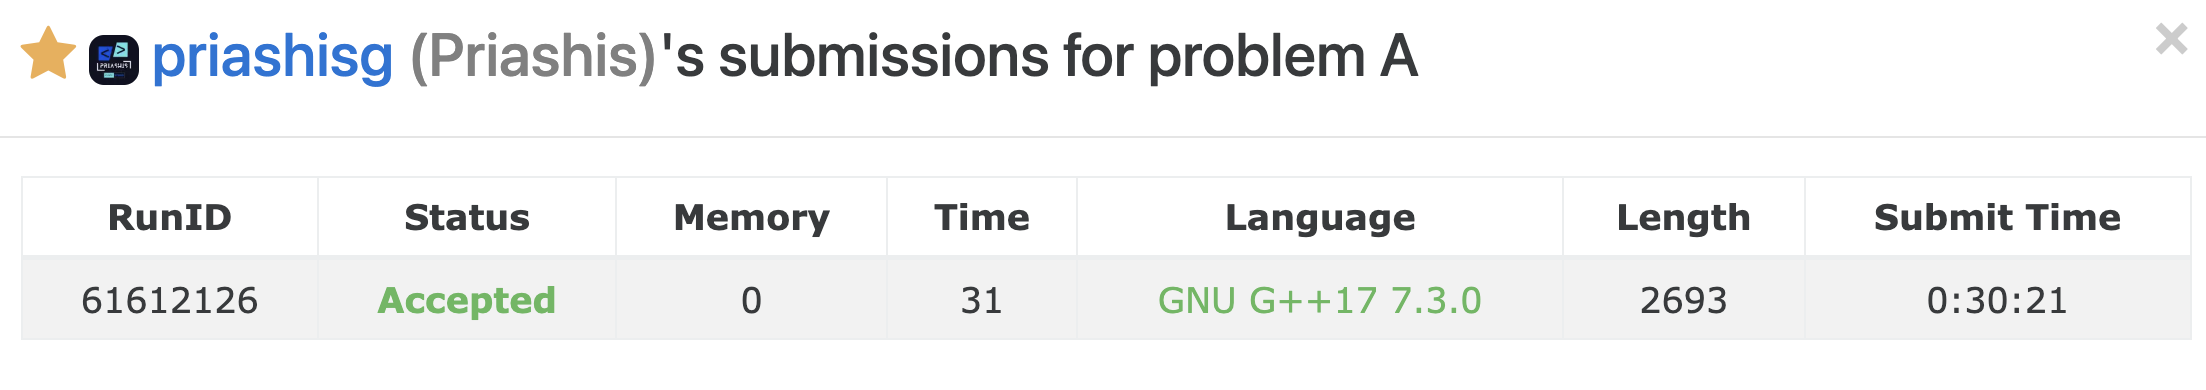 priashisg (Priashis)'s submissions for problem A
RunID Status Memory Time Language Length Submit Time
61612126 Accepted 0 31 GNU G++17 7.3.0 2693 0:30:21